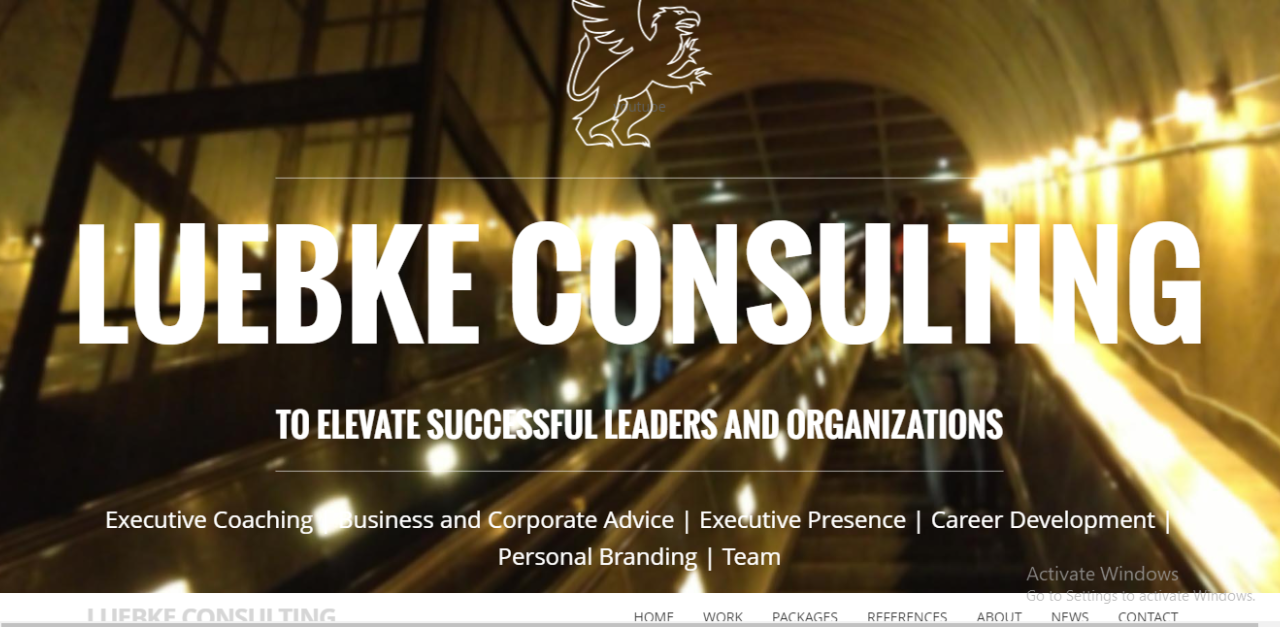 LUEBKE CONSULTING
TO ELEVATE SUCCESSFUL LEADERS AND ORGANIZATIONS
Executive Coaching | Business and Corporate Advice | Executive Presence | Career Development |
Personal Branding | Team
Activate Windows
Go to Settings to activate Windows.
LUEBKE CONSULTING
HOME WORK PACKAGES REFERENCES ABOUT NEWS CONTACT